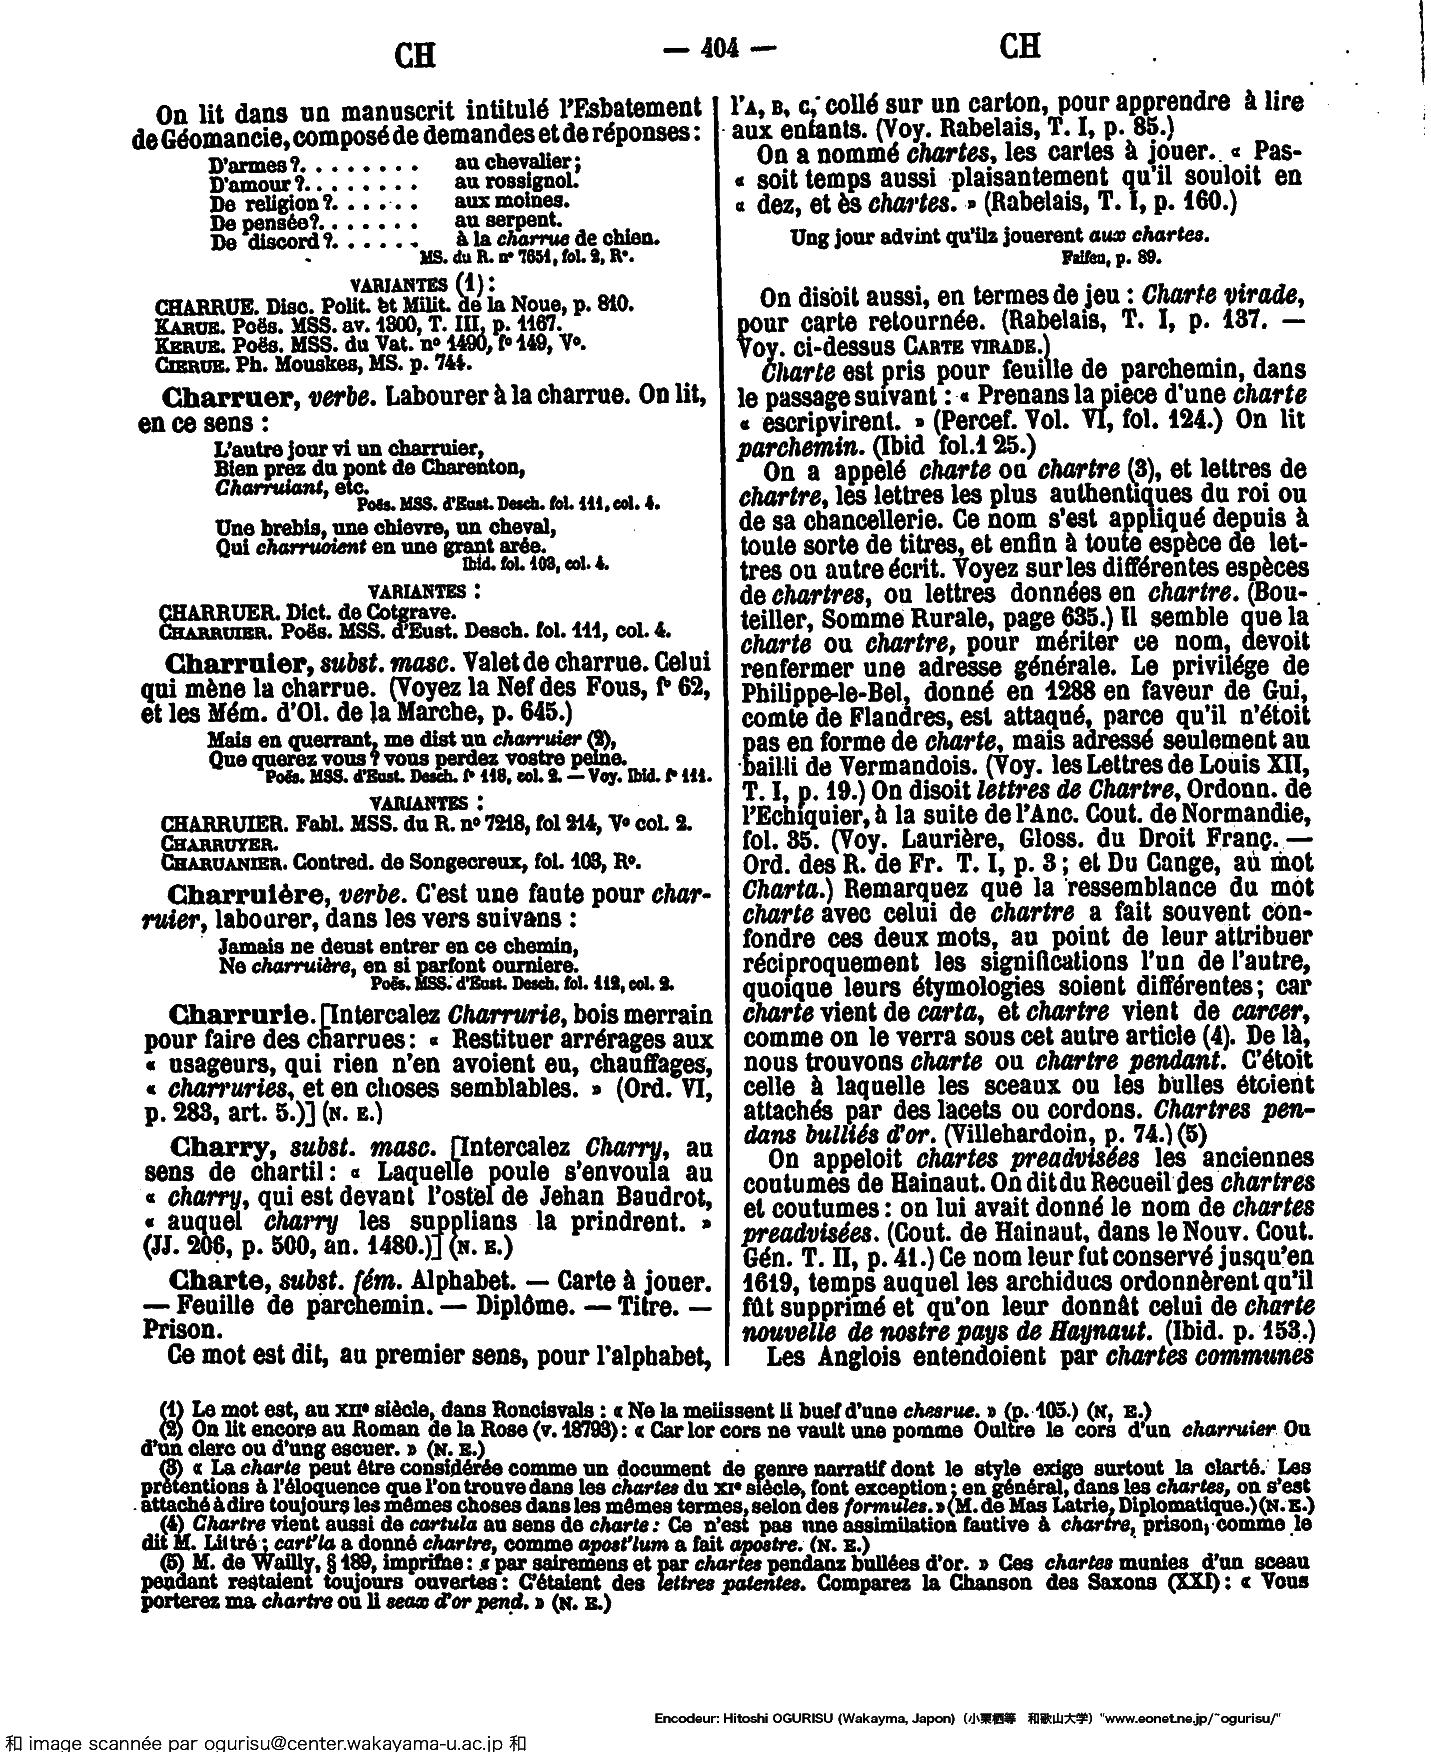 CH
— 404 —
CH
On lit dans un manuscrit intitulé l'Esbatement
de Géomancie, composé de demandes et de réponses :
D'armes ?. . . . . . . . au chevalier ;
D'amour ?. . . . . . . . au rossignol.
De religion ?. . . . . . aux moines.
De pensée ?. . . . . . . au serpent.
De discord ?. . . . . . à la charrue de chien.
MS. du R. nº 7651, fol. 2, Rº.
VARIANTES (1) :
CHARRUE. Disc. Polit. et Milit. de la Noue, p. 810.
KARUE. Poës. MSS. av. 1300, T. III, p. 1167.
KERUE. Poës. MSS. du Vat. nº 1490, fº 149, Vº.
CIERUE. Ph. Mouskes, MS. p. 744.
Charruer, verbe. Labourer à la charrue. On lit,
en ce sens :
L'autre jour vi un charruier,
Bien prez du pont de Charenton,
Charruiant, etc.
Poës. MSS. d'Eust. Desch. fol. 111, col. 4.
Une brebis, une chievre, un cheval,
Qui charruoient en une grant arée.
Ibid. fol. 103, col. 4.
VARIANTES :
CHARRUER. Dict. de Cotgrave.
CHARRUIER. Poës. MSS. d'Eust. Desch. fol. 111, col. 4.
Charruier, subst. masc. Valet de charrue. Celui
qui mène la charrue. (Voyez la Nef des Fous, fº 62,
et les Mém. d'Ol. de la Marche, p. 645.)
Mais en querrant, me dist un charruier (2),
Que querez vous ? vous perdez vostre peine.
Poës. MSS. d'Eust. Desch. fº 118, col. 2. — Voy. Ibid. fº 111.
VARIANTES :
CHARRUIER. Fabl. MSS. du R. nº 7218, fol 214, Vº col. 2.
CHARRUYER.
CHARUANIER. Contred. de Songecreux, fol. 103, Rº.
Charruière, verbe. C'est une faute pour char-
ruier, labourer, dans les vers suivans :
Jamais ne deust entrer en ce chemin,
Ne charruière, en si parfont ourniere.
Poës. MSS. d'Eust. Desch. fol. 112, col. 2.
Charrurie. [Intercalez Charrurie, bois merrain
pour faire des charrues : « Restituer arrérages aux
« usageurs, qui rien n'en avoient eu, chauffages,
« charruries, et en choses semblables. » (Ord. VI,
p. 283, art. 5.)] (N. E.)
Charry, subst. masc. [Intercalez Charry, au
sens de chartil : « Laquelle poule s'envoula au
« charry, qui est devant l'ostel de Jehan Baudrot,
« auquel charry les supplians la prindrent. »
(JJ. 206, p. 500, an. 1480.)] (N. E.)
Charte, subst. fém. Alphabet. — Carte à jouer.
— Feuille de parchemin. — Diplôme. — Titre. —
Prison.
Ce mot est dit, au premier sens, pour l'alphabet,
l'A, B, C, collé sur un carton, pour apprendre à lire
aux enfants. (Voy. Rabelais, T. I, p. 85.)
On a nommé chartes, les cartes à jouer. « Pas-
« soit temps aussi plaisantement qu'il souloit en
« dez, et ès chartes. » (Rabelais, T. I, p. 160.)
Ung jour advint qu'ilz jouerent aux chartes.
Faifeu, p. 89.
On disoit aussi, en termes de jeu : Charte virade,
pour carte retournée. (Rabelais, T. I, p. 137. —
Voy. ci-dessus CARTE VIRADE.)
Charte est pris pour feuille de parchemin, dans
le passage suivant : « Prenans la pièce d'une charte
« escripvirent. » (Percef. Vol. VI, fol. 124.) On lit
parchemin. (Ibid fol.1 25.)
On a appelé charte ou chartre (3), et lettres de
chartre, les lettres les plus authentiques du roi ou
de sa chancellerie. Ce nom s'est appliqué depuis à
toute sorte de titres, et enfin à toute espèce de let-
tres ou autre écrit. Voyez sur les différentes espèces
de chartres, ou lettres données en chartre. (Bou-
teiller, Somme Rurale, page 635.) Il semble que la
charte ou chartre, pour mériter ce nom, devoit
renfermer une adresse générale. Le privilége de
Philippe-le-Bel, donné en 1288 en faveur de Gui,
comte de Flandres, est attaqué, parce qu'il n'étoit
pas en forme de charte, mais adressé seulement au
bailli de Vermandois. (Voy. les Lettres de Louis XII,
T. I, p. 19.) On disoit lettres de Chartre, Ordonn. de
l'Echiquier, à la suite de l'Anc. Cout. de Normandie,
fol. 35. (Voy. Laurière, Gloss. du Droit Franç. —
Ord. des R. de Fr. T. I, p. 3 ; et Du Cange, au mot
Charta.) Remarquez que la ressemblance du mot
charte avec celui de chartre a fait souvent con-
fondre ces deux mots, au point de leur attribuer
réciproquement les significations l'un de l'autre,
quoique leurs étymologies soient différentes ; car
charte vient de carta, et chartre vient de carcer,
comme on le verra sous cet autre article (4). De là,
nous trouvons charte ou chartre pendant. C'étoit
celle à laquelle les sceaux ou les bulles étoient
attachés par des lacets ou cordons. Chartres pen-
dans bulliés d'or. (Villehardoin, p. 74.) (5)
On appeloit chartes preadvisées les anciennes
coutumes de Hainaut. On dit du Recueil des chartres
et coutumes : on lui avait donné le nom de chartes
preadvisées. (Cout. de Hainaut, dans le Nouv. Cout.
Gén. T. II, p. 41.) Ce nom leur fut conservé jusqu'en
1619, temps auquel les archiducs ordonnèrent qu'il
fût supprimé et qu'on leur donnât celui de charte
nouvelle de nostre pays de Haynaut. (Ibid. p. 153.)
Les Anglois entendoient par chartes communes
(1) Le mot est, au XIIe siècle, dans Roncisvals : « Ne la meiissent li buef d'une chesrue. » (p. 105.) (N, E.)
(2) On lit encore au Roman de la Rose (v. 18793) : « Car lor cors ne vault une pomme Oultre le cors d'un charruier Ou
d'un clerc ou d'ung escuer. » (N. E.)
(3) « La charte peut être considérée comme un document de genre narratif dont le style exige surtout la clarté. Les
prétentions à l'éloquence que l'on trouve dans les chartes du XIe siècle, font exception ; en général, dans les chartes, on s'est
attaché à dire toujours les mêmes choses dans les mêmes termes, selon des formules. » (M. de Mas Latrie, Diplomatique.) (N. E.)
(4) Chartre vient aussi de cartula au sens de charte : Ce n'est pas une assimilation fautive à chartre, prison, comme le
dit M. Littré ; cart'la a donné chartre, comme apost'lum a fait apostre. (N. E.)
(5) M. de Wailly, § 189, imprime : « par sairemens et par chartes pendanz bullées d'or. » Ces chartes munies d'un sceau
pendant restaient toujours ouvertes : C'étaient des lettres patentes. Comparez la Chanson des Saxons (XXI) : « Vous
porterez ma chartre ou li seax d'or pend. » (N. E.)
Encodeur: Hitoshi OGURISU (Wakayma, Japon) (小栗栖等 和歌山大学) "www.eonet.ne.jp/~ogurisu/"
和 image scannée par ogurisu@center.wakayama-u.ac.jp 和